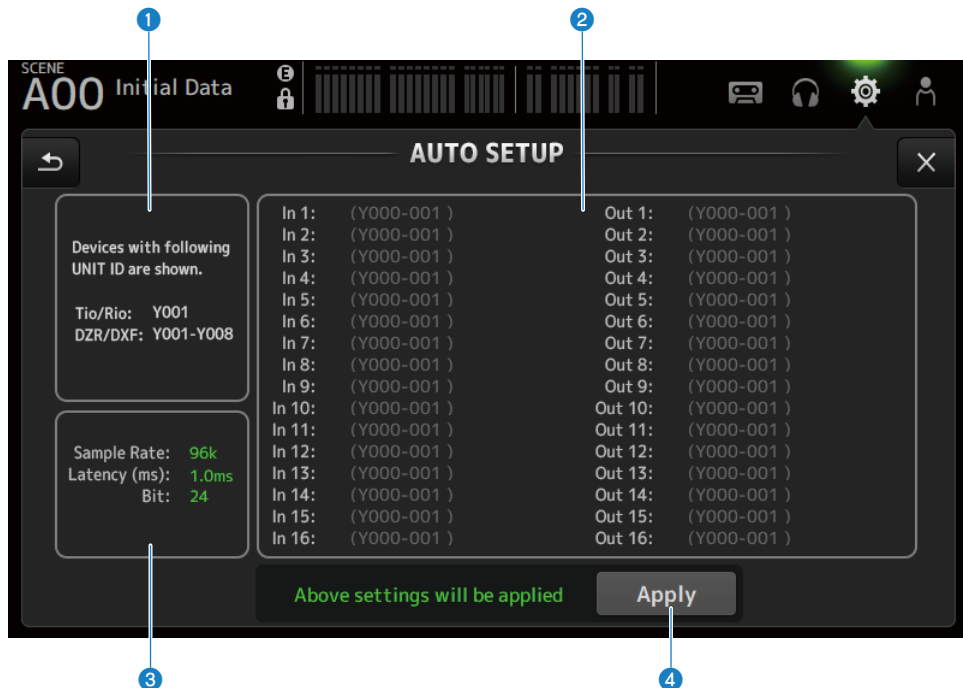 1
2
SCENE
A00 Initial Data
E
AUTO SETUP
Devices with following
UNIT ID are shown.
Tio/Rio: Y001
DZR/DXF: Y001-Y008
Sample Rate: 96k
Latency (ms): 1.0ms
Bit: 24
In 1: (Y000-001 ) Out 1: (Y000-001 )
In 2: (Y000-001 ) Out 2: (Y000-001 )
In 3: (Y000-001 ) Out 3: (Y000-001 )
In 4: (Y000-001 ) Out 4: (Y000-001 )
In 5: (Y000-001 ) Out 5: (Y000-001 )
In 6: (Y000-001 ) Out 6: (Y000-001 )
In 7: (Y000-001 ) Out 7: (Y000-001 )
In 8: (Y000-001 ) Out 8: (Y000-001 )
In 9: (Y000-001 ) Out 9: (Y000-001 )
In 10: (Y000-001 ) Out 10: (Y000-001 )
In 11: (Y000-001 ) Out 11: (Y000-001 )
In 12: (Y000-001 ) Out 12: (Y000-001 )
In 13: (Y000-001 ) Out 13: (Y000-001 )
In 14: (Y000-001 ) Out 14: (Y000-001 )
In 15: (Y000-001 ) Out 15: (Y000-001 )
In 16: (Y000-001 ) Out 16: (Y000-001 )
Above settings will be applied Apply
3
4